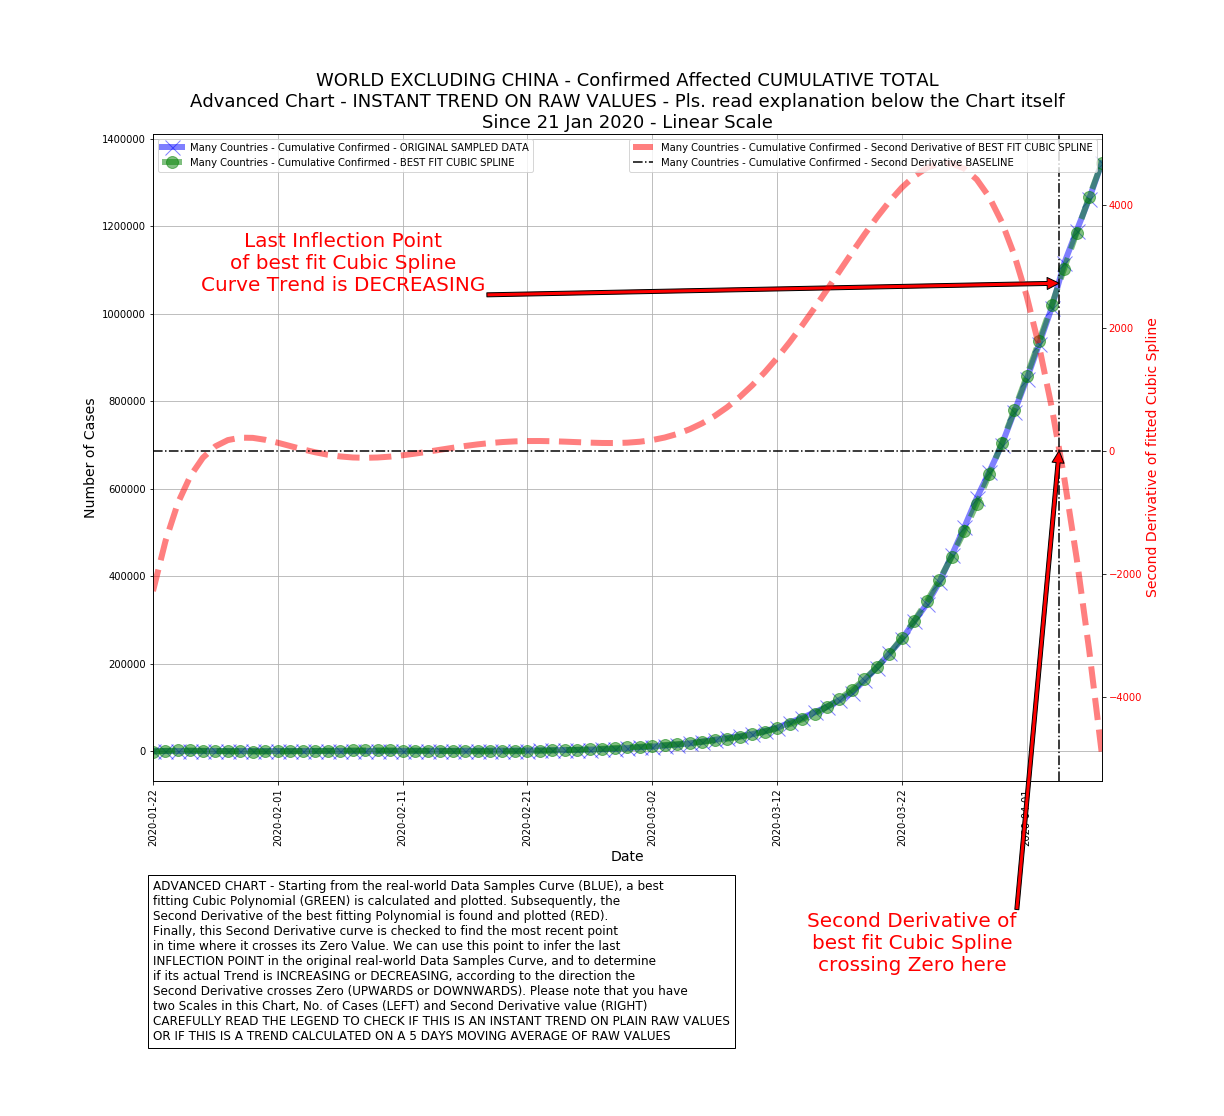 WORLD EXCLUDING CHINA - Confirmed Affected CUMULATIVE TOTAL
Advanced Chart - INSTANT TREND ON RAW VALUES - Pls. read explanation below the Chart itself
Since 21 Jan 2020 - Linear Scale
Many Countries - Cumulative Confirmed - ORIGINAL SAMPLED DATA
Many Countries - Cumulative Confirmed - BEST FIT CUBIC SPLINE
Many Countries - Cumulative Confirmed - Second Derivative of BEST FIT CUBIC SPLINE
Many Countries - Cumulative Confirmed - Second Derivative BASELINE
Last Inflection Point
of best fit Cubic Spline
Curve Trend is DECREASING
Number of Cases
1400000
1200000
1000000
800000
600000
400000
200000
0
Second Derivative of fitted Cubic Spline
4000
2000
0
−2000
−4000
2020-01-22
2020-02-01
2020-02-11
2020-02-21
2020-03-02
2020-03-12
2020-03-22
2020-04-01
Date
Second Derivative of
best fit Cubic Spline
crossing Zero here
ADVANCED CHART - Starting from the real-world Data Samples Curve (BLUE), a best
fitting Cubic Polynomial (GREEN) is calculated and plotted. Subsequently, the
Second Derivative of the best fitting Polynomial is found and plotted (RED).
Finally, this Second Derivative curve is checked to find the most recent point
in time where it crosses its Zero Value. We can use this point to infer the last
INFLECTION POINT in the original real-world Data Samples Curve, and to determine
if its actual Trend is INCREASING or DECREASING, according to the direction the
Second Derivative crosses Zero (UPWARDS or DOWNWARDS). Please note that you have
two Scales in this Chart, No. of Cases (LEFT) and Second Derivative value (RIGHT)
CAREFULLY READ THE LEGEND TO CHECK IF THIS IS AN INSTANT TREND ON PLAIN RAW VALUES
OR IF THIS IS A TREND CALCULATED ON A 5 DAYS MOVING AVERAGE OF RAW VALUES